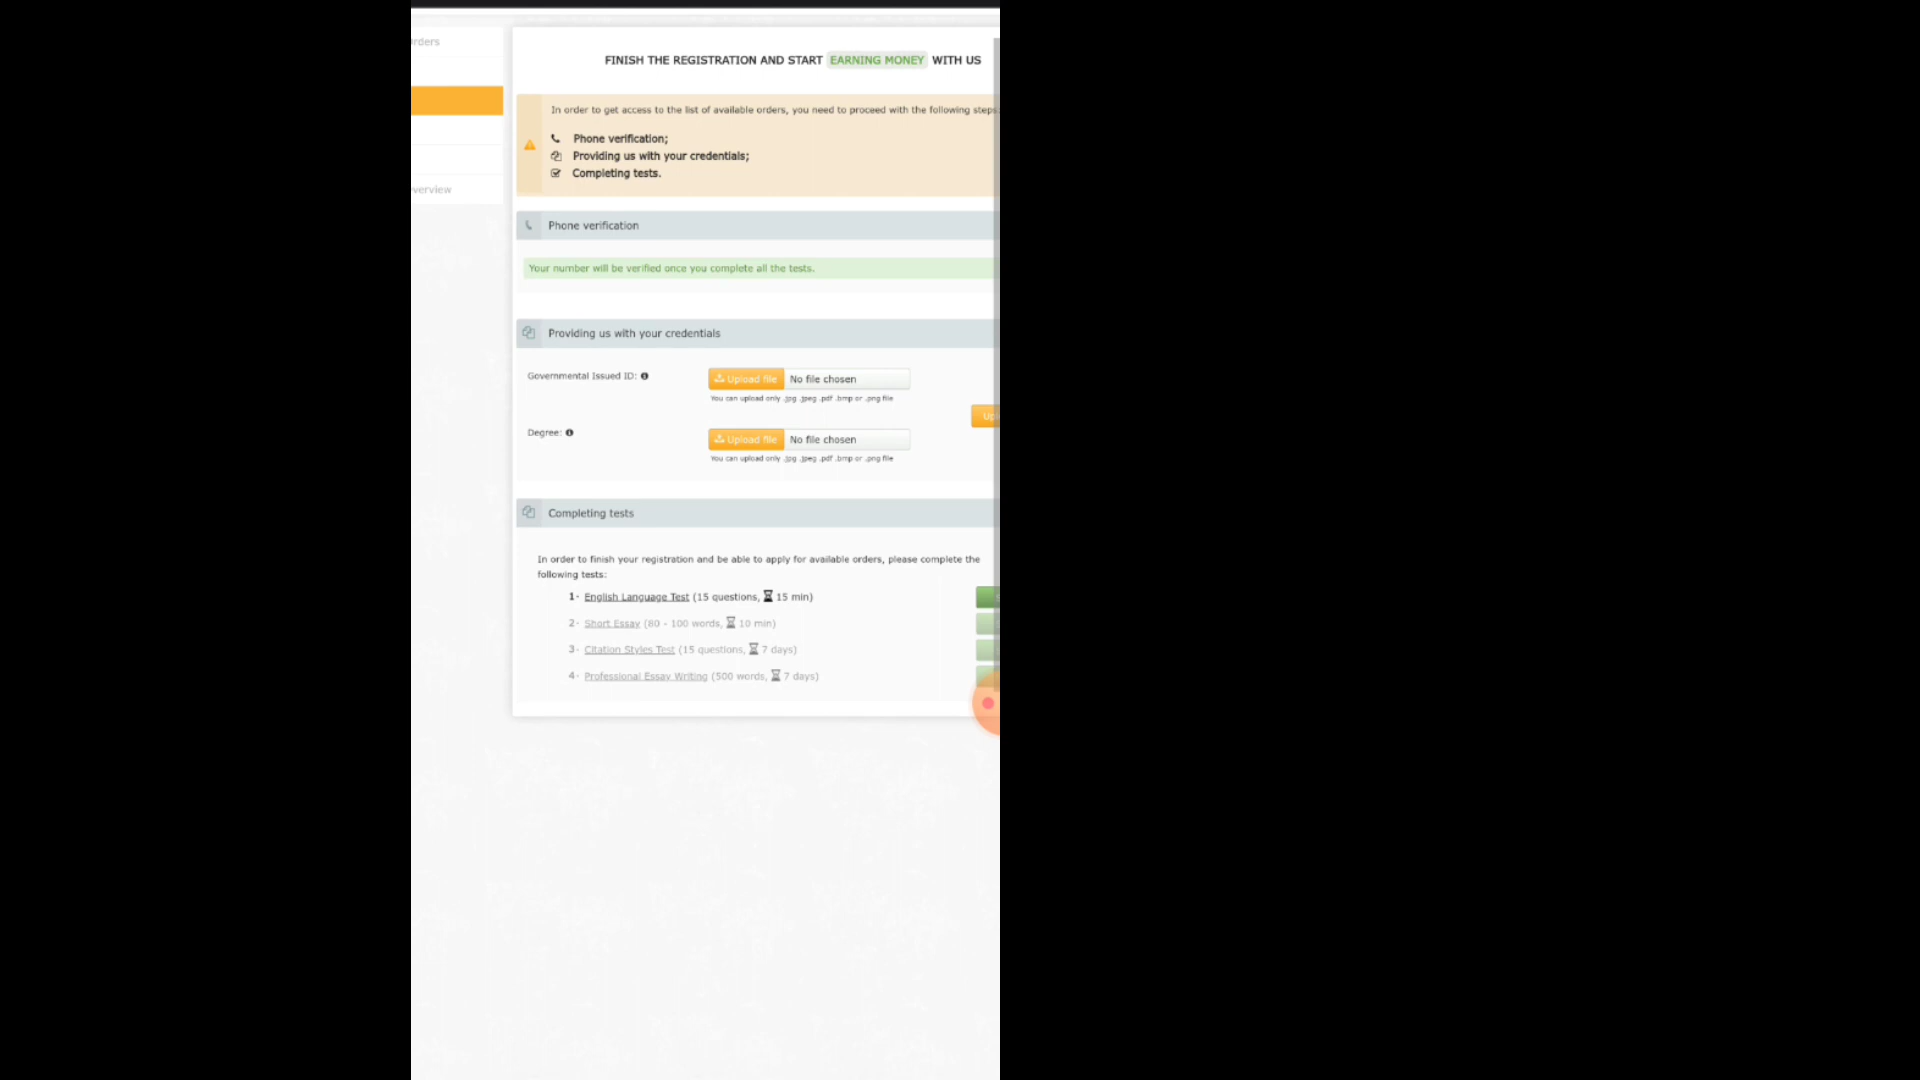 FINISH THE REGISTRATION AND START EARNING MONEY WITH US
In order to get access to the list of available orders, you need to proceed with the following steps
Phone verification;
Providing us with your credentials;
Completing tests.
Phone verification
Your number will be verified once you complete all the tests.
Providing us with your credentials
Governmental Issued ID:
Upload file No file chosen
You can upload only .jpg .jpeg .pdf .bmp or .png file
Degree:
Upload file No file chosen
You can upload only .jpg .jpeg .pdf .bmp or .png file
Completing tests
In order to finish your registration and be able to apply for available orders, please complete the
following tests:
1· English Language Test (15 questions, 15 min)
2· Short Essay (80 - 100 words, 10 min)
3· Citation Styles Test (15 questions, 7 days)
4· Professional Essay Writing (500 words, 7 days)